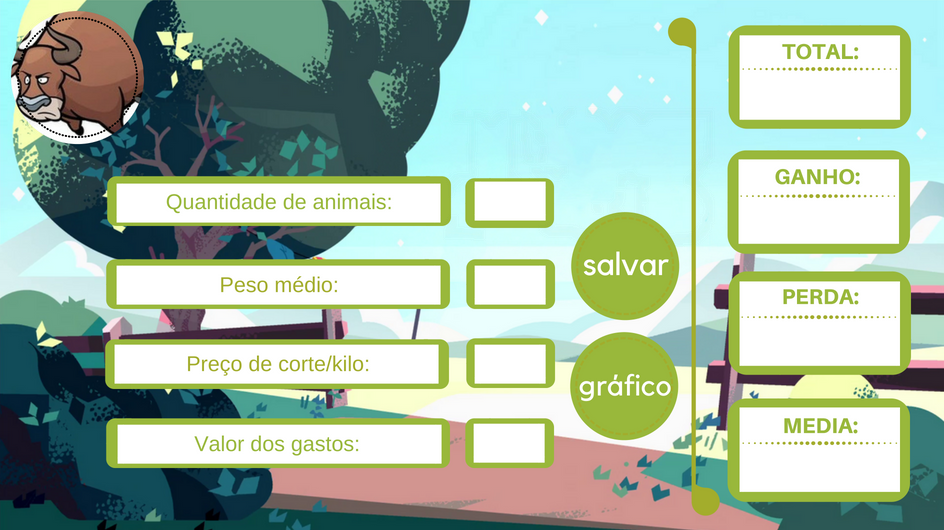 Quantidade de animais:
Peso médio:
Preço de corte/kilo:
Valor dos gastos:
salvar
gráfico
TOTAL:
GANHO:
PERDA:
MEDIA: